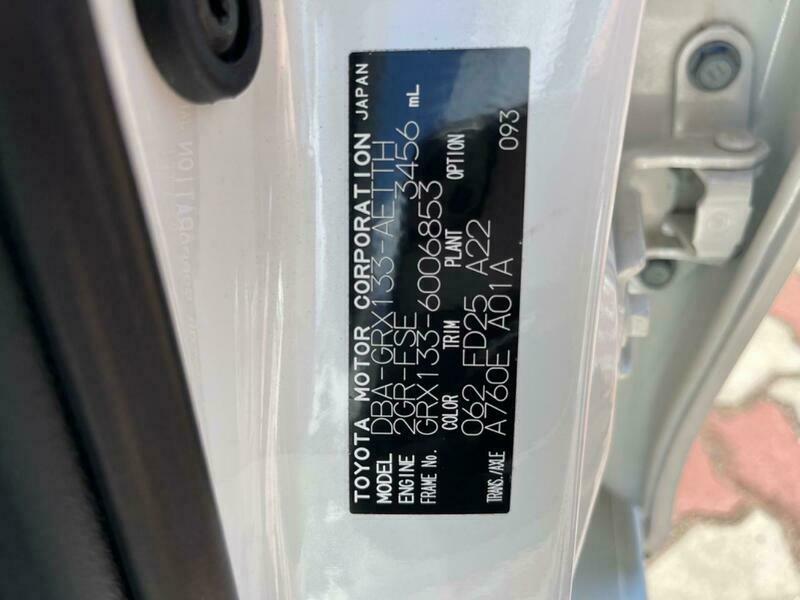 TOYOTA MOTOR CORPORATION JAPAN
MODEL DBA-GRX133-AETTH
ENGINE 2GR-FSE 3456 mL
FRAME No. GRX133-6006853
COLOR TRIM PLANT OPTION
062 FD25 A22 093
TRANS./AXLE A760E A01A